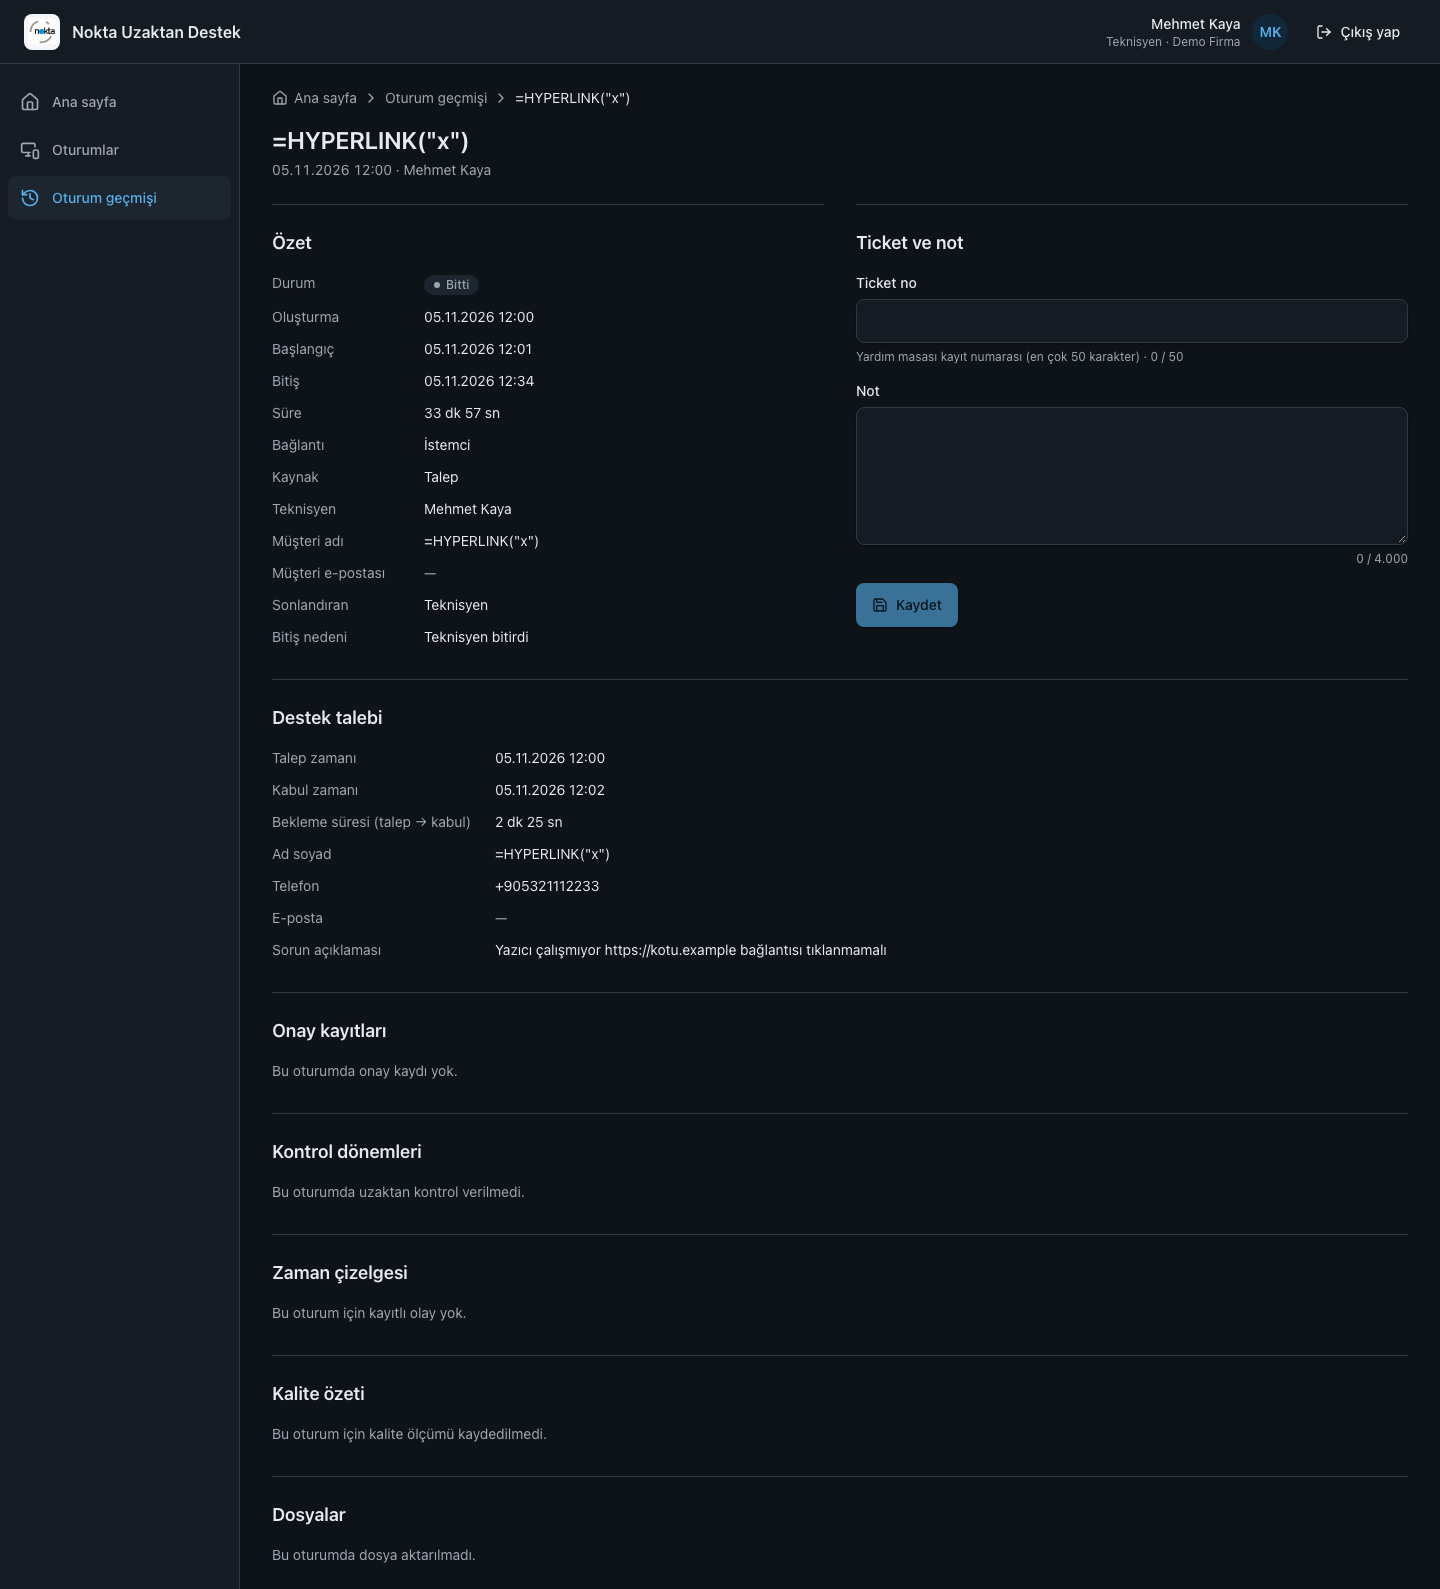 nokta
Nokta Uzaktan Destek
Mehmet Kaya
Teknisyen · Demo Firma
MK
Çıkış yap
Ana sayfa
Oturumlar
Oturum geçmişi
Ana sayfa > Oturum geçmişi > =HYPERLINK("x")
=HYPERLINK("x")
05.11.2026 12:00 · Mehmet Kaya
Özet
Durum Bitti
Oluşturma 05.11.2026 12:00
Başlangıç 05.11.2026 12:01
Bitiş 05.11.2026 12:34
Süre 33 dk 57 sn
Bağlantı İstemci
Kaynak Talep
Teknisyen Mehmet Kaya
Müşteri adı =HYPERLINK("x")
Müşteri e-postası —
Sonlandıran Teknisyen
Bitiş nedeni Teknisyen bitirdi
Ticket ve not
Ticket no
Yardım masası kayıt numarası (en çok 50 karakter) · 0 / 50
Not
0 / 4.000
Kaydet
Destek talebi
Talep zamanı 05.11.2026 12:00
Kabul zamanı 05.11.2026 12:02
Bekleme süresi (talep → kabul) 2 dk 25 sn
Ad soyad =HYPERLINK("x")
Telefon +905321112233
E-posta —
Sorun açıklaması Yazıcı çalışmıyor https://kotu.example bağlantısı tıklanmamalı
Onay kayıtları
Bu oturumda onay kaydı yok.
Kontrol dönemleri
Bu oturumda uzaktan kontrol verilmedi.
Zaman çizelgesi
Bu oturum için kayıtlı olay yok.
Kalite özeti
Bu oturum için kalite ölçümü kaydedilmedi.
Dosyalar
Bu oturumda dosya aktarılmadı.